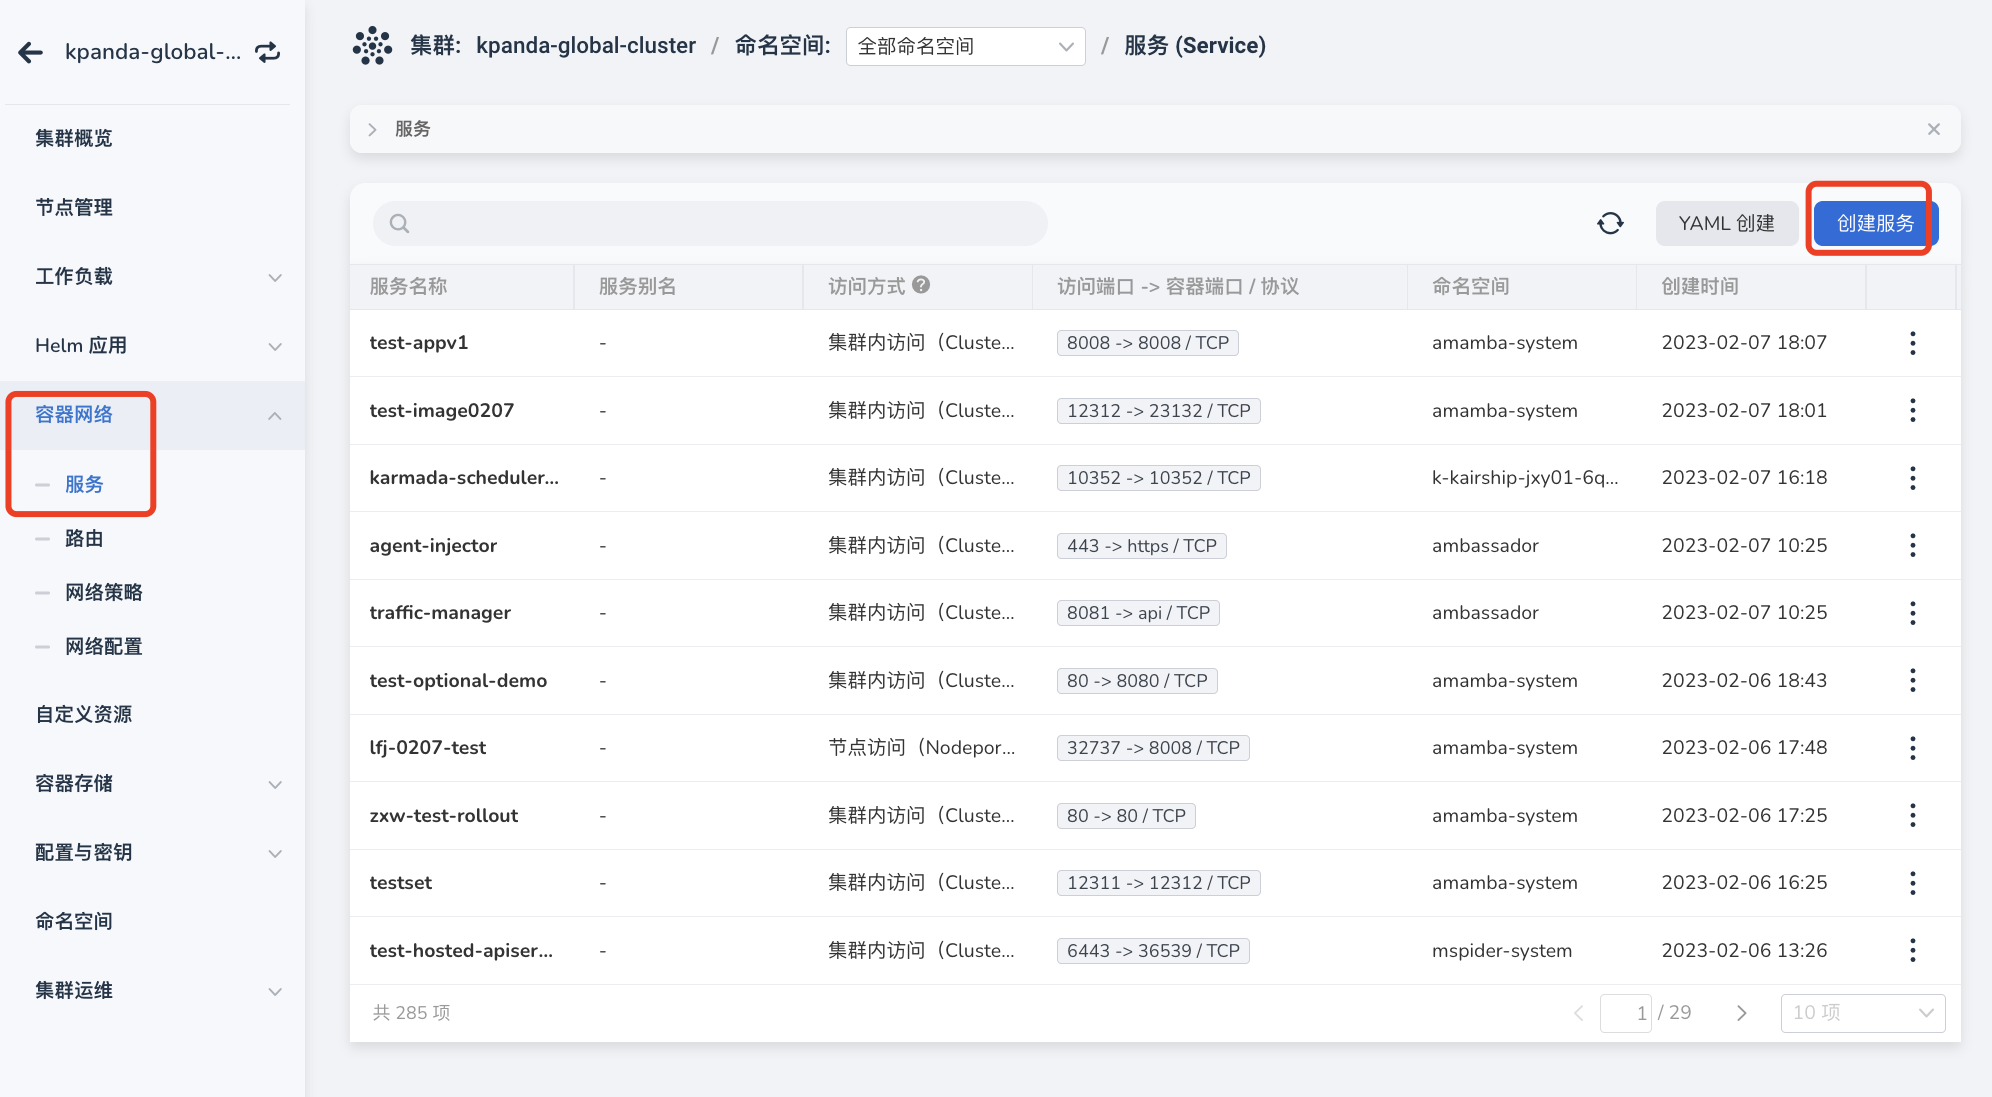 kpanda-global-...
集群概览
节点管理
工作负载
Helm 应用
容器网络
服务
路由
网络策略
网络配置
自定义资源
容器存储
配置与密钥
命名空间
集群运维
集群: kpanda-global-cluster / 命名空间: 全部命名空间 / 服务 (Service)
服务
YAML 创建 创建服务
服务名称 服务别名 访问方式 访问端口 -> 容器端口 / 协议 命名空间 创建时间
test-appv1 - 集群内访问（Cluste... 8008 -> 8008 / TCP amamba-system 2023-02-07 18:07
test-image0207 - 集群内访问（Cluste... 12312 -> 23132 / TCP amamba-system 2023-02-07 18:01
karmada-scheduler... - 集群内访问（Cluste... 10352 -> 10352 / TCP k-kairship-jxy01-6q... 2023-02-07 16:18
agent-injector - 集群内访问（Cluste... 443 -> https / TCP ambassador 2023-02-07 10:25
traffic-manager - 集群内访问（Cluste... 8081 -> api / TCP ambassador 2023-02-07 10:25
test-optional-demo - 集群内访问（Cluste... 80 -> 8080 / TCP amamba-system 2023-02-06 18:43
lfj-0207-test - 节点访问（Nodepor... 32737 -> 8008 / TCP amamba-system 2023-02-06 17:48
zxw-test-rollout - 集群内访问（Cluste... 80 -> 80 / TCP amamba-system 2023-02-06 17:25
testset - 集群内访问（Cluste... 12311 -> 12312 / TCP amamba-system 2023-02-06 16:25
test-hosted-apiser... - 集群内访问（Cluste... 6443 -> 36539 / TCP mspider-system 2023-02-06 13:26
共 285 项 1 / 29 10 项